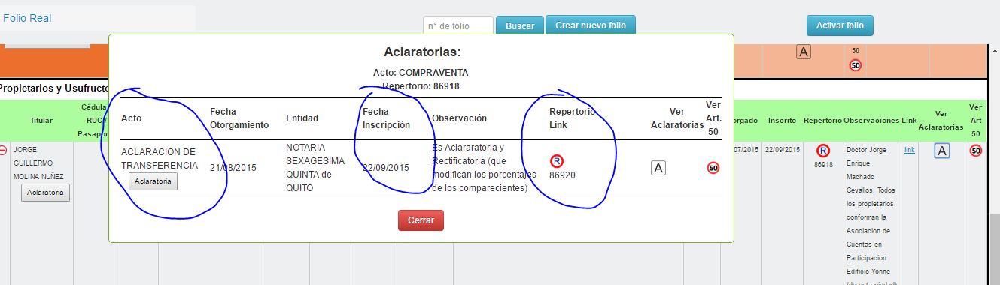 Folio Real
n° de folio
Buscar
Crear nuevo folio
Activar folio
A
50
50
Aclaratorias:
Acto: COMPRAVENTA
Repertorio: 86918
Acto
Fecha
Otorgamiento
Entidad
Fecha
Inscripción
Observación
Repertorio
Link
Ver
Aclaratorias
Ver
Art.
50
ACLARACION DE
TRANSFERENCIA
Aclaratoria
21/08/2015
NOTARIA
SEXAGESIMA
QUINTA de
QUITO
22/09/2015
Es Aclararatoria y
Rectificatoria (que
modifican los porcentajes
de los comparecientes)
R
86920
A
50
Cerrar
Propietarios y Usufructo
Titular
Cédula
RUC/
Pasapor
orgado
Inscrito
Repertorio
Observaciones
Link
Ver
Aclaratorias
Ver
Art
50
JORGE
GUILLERMO
MOLINA NUÑEZ
Aclaratoria
07/2015
22/09/2015
R
86918
Doctor Jorge
Enrique
Machado
Cevallos. Todos
los propietarios
conforman la
Asociacion de
Cuentas en
Participacion
Edificio Yonne
(de esta ciudad)
link
A
50